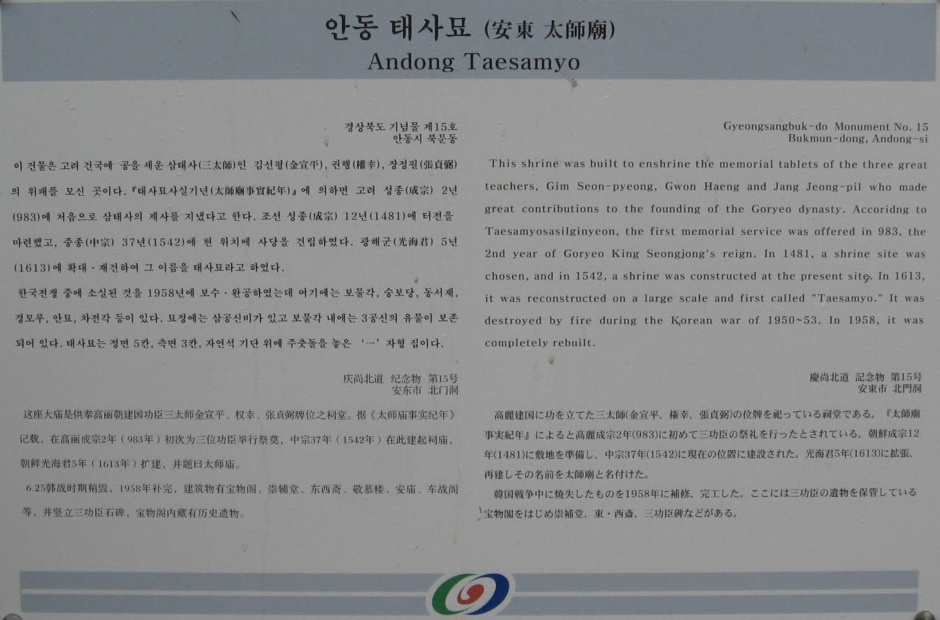 안동 태사묘 (安東 太師廟)
Andong Taesamyo
경상북도 기념물 제15호
안동시 북문동
이 건물은 고려 건국에 공을 세운 삼태사(三太師)인 김선평(金宣平), 권행(權幸), 장정필(張貞弼)
의 위패를 모신 곳이다.『태사묘사실기년(太師廟事實紀年)』에 의하면 고려 성종(成宗) 2년
(983)에 처음으로 삼태사의 제사를 지냈다고 한다. 조선 성종(成宗) 12년(1481)에 터전을
마련했고, 중종(中宗) 37년(1542)에 현 위치에 사당을 건립하였다. 광해군(光海君) 5년
(1613)에 확대·재건하여 그 이름을 태사묘라고 하였다.
한국전쟁 중에 소실된 것을 1958년에 보수·완공하였는데 여기에는 보물각, 숭보당, 동서재,
경모루, 안묘, 차전각 등이 있다. 묘정에는 삼공신비가 있고 보물각 내에는 3공신의 유물이 보존
되어 있다. 태사묘는 정면 5칸, 측면 3칸, 자연석 기단 위에 주춧돌을 놓은 ‘一’자형 집이다.
Gyeongsangbuk-do Monument No. 15
Bukmun-dong, Andong-si
This shrine was built to enshrine the memorial tablets of the three great
teachers, Gim Seon-pyeong, Gwon Haeng and Jang Jeong-pil who made
great contributions to the founding of the Goryeo dynasty. Accoridng to
Taesamyosasilginyeon, the first memorial service was offered in 983, the
2nd year of Goryeo King Seongjong's reign. In 1481, a shrine site was
chosen, and in 1542, a shrine was constructed at the present site. In 1613,
it was reconstructed on a large scale and first called "Taesamyo." It was
destroyed by fire during the Korean war of 1950~53. In 1958, it was
completely rebuilt.
庆尚北道 纪念物 第15号
安东市 北门洞
这座大庙是供奉高丽朝建国功臣三太师金宣平、权幸、张贞弼牌位之祠堂。据《太师庙事实纪年》
记载，在高丽成宗2年（983年）初次为三位功臣举行祭奠，中宗37年（1542年）在此建起祠庙，
朝鲜光海君5年（1613年）扩建，并题曰太师庙。
6.25韩战时期稍毁，1958年补完，建筑物有宝物阁、崇辅堂、东西斋、敬慕楼、安庙、车战阁
等，并竖立三功臣石碑，宝物阁内藏有历史遗物。
慶尚北道 記念物 第15号
安東市 北門洞
高麗建国に功を立てた三太師(金宣平、権幸、張貞弼)の位牌を祀っている祠堂である。『太師廟
事実紀年』によると高麗成宗2年(983)に初めて三功臣の祭礼を行ったとされている。朝鮮成宗12
年(1481)に敷地を準備し、中宗37年(1542)に現在の位置に建設された。光海君5年(1613)に拡張、
再建しその名前を太師廟と名付けた。
韓国戦争中に焼失したものを1958年に補修、完工した。ここには三功臣の遺物を保管している
宝物閣をはじめ崇補堂、東・西斎、三功臣碑などがある。